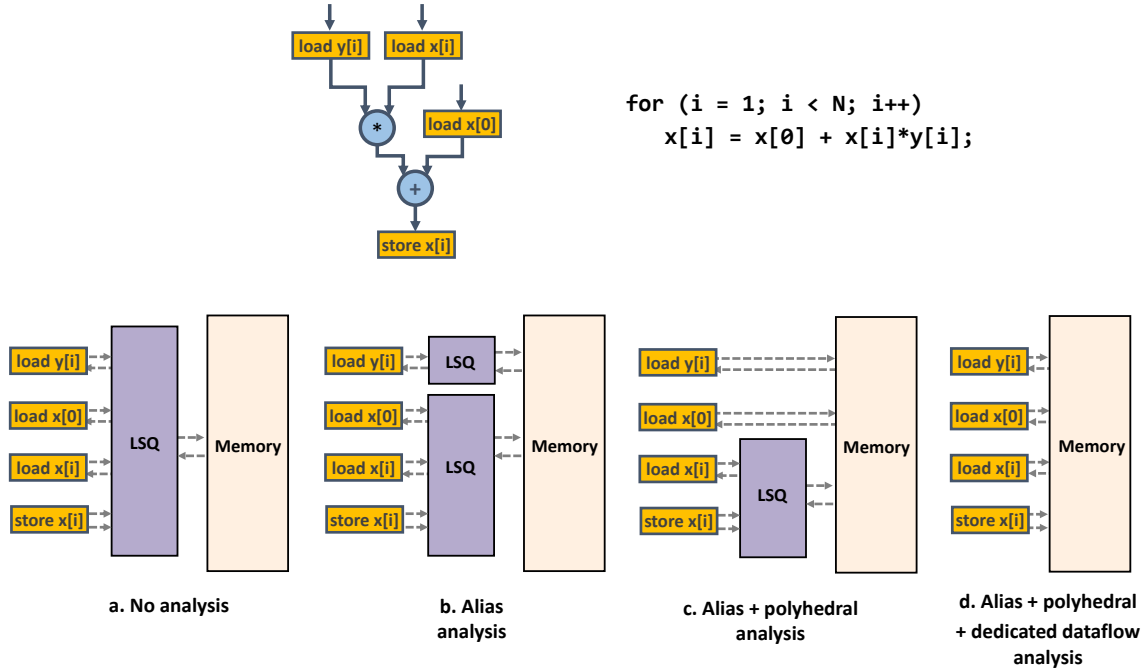 load y[i]
load x[i]
*
load x[0]
+
store x[i]
for (i = 1; i < N; i++)
x[i] = x[0] + x[i]*y[i];
load y[i]
load x[0]
load x[i]
store x[i]
LSQ
Memory
a. No analysis
load y[i]
load x[0]
load x[i]
store x[i]
LSQ
LSQ
Memory
b. Alias
analysis
load y[i]
load x[0]
load x[i]
store x[i]
LSQ
Memory
c. Alias + polyhedral
analysis
load y[i]
load x[0]
load x[i]
store x[i]
Memory
d. Alias + polyhedral
+ dedicated dataflow
analysis